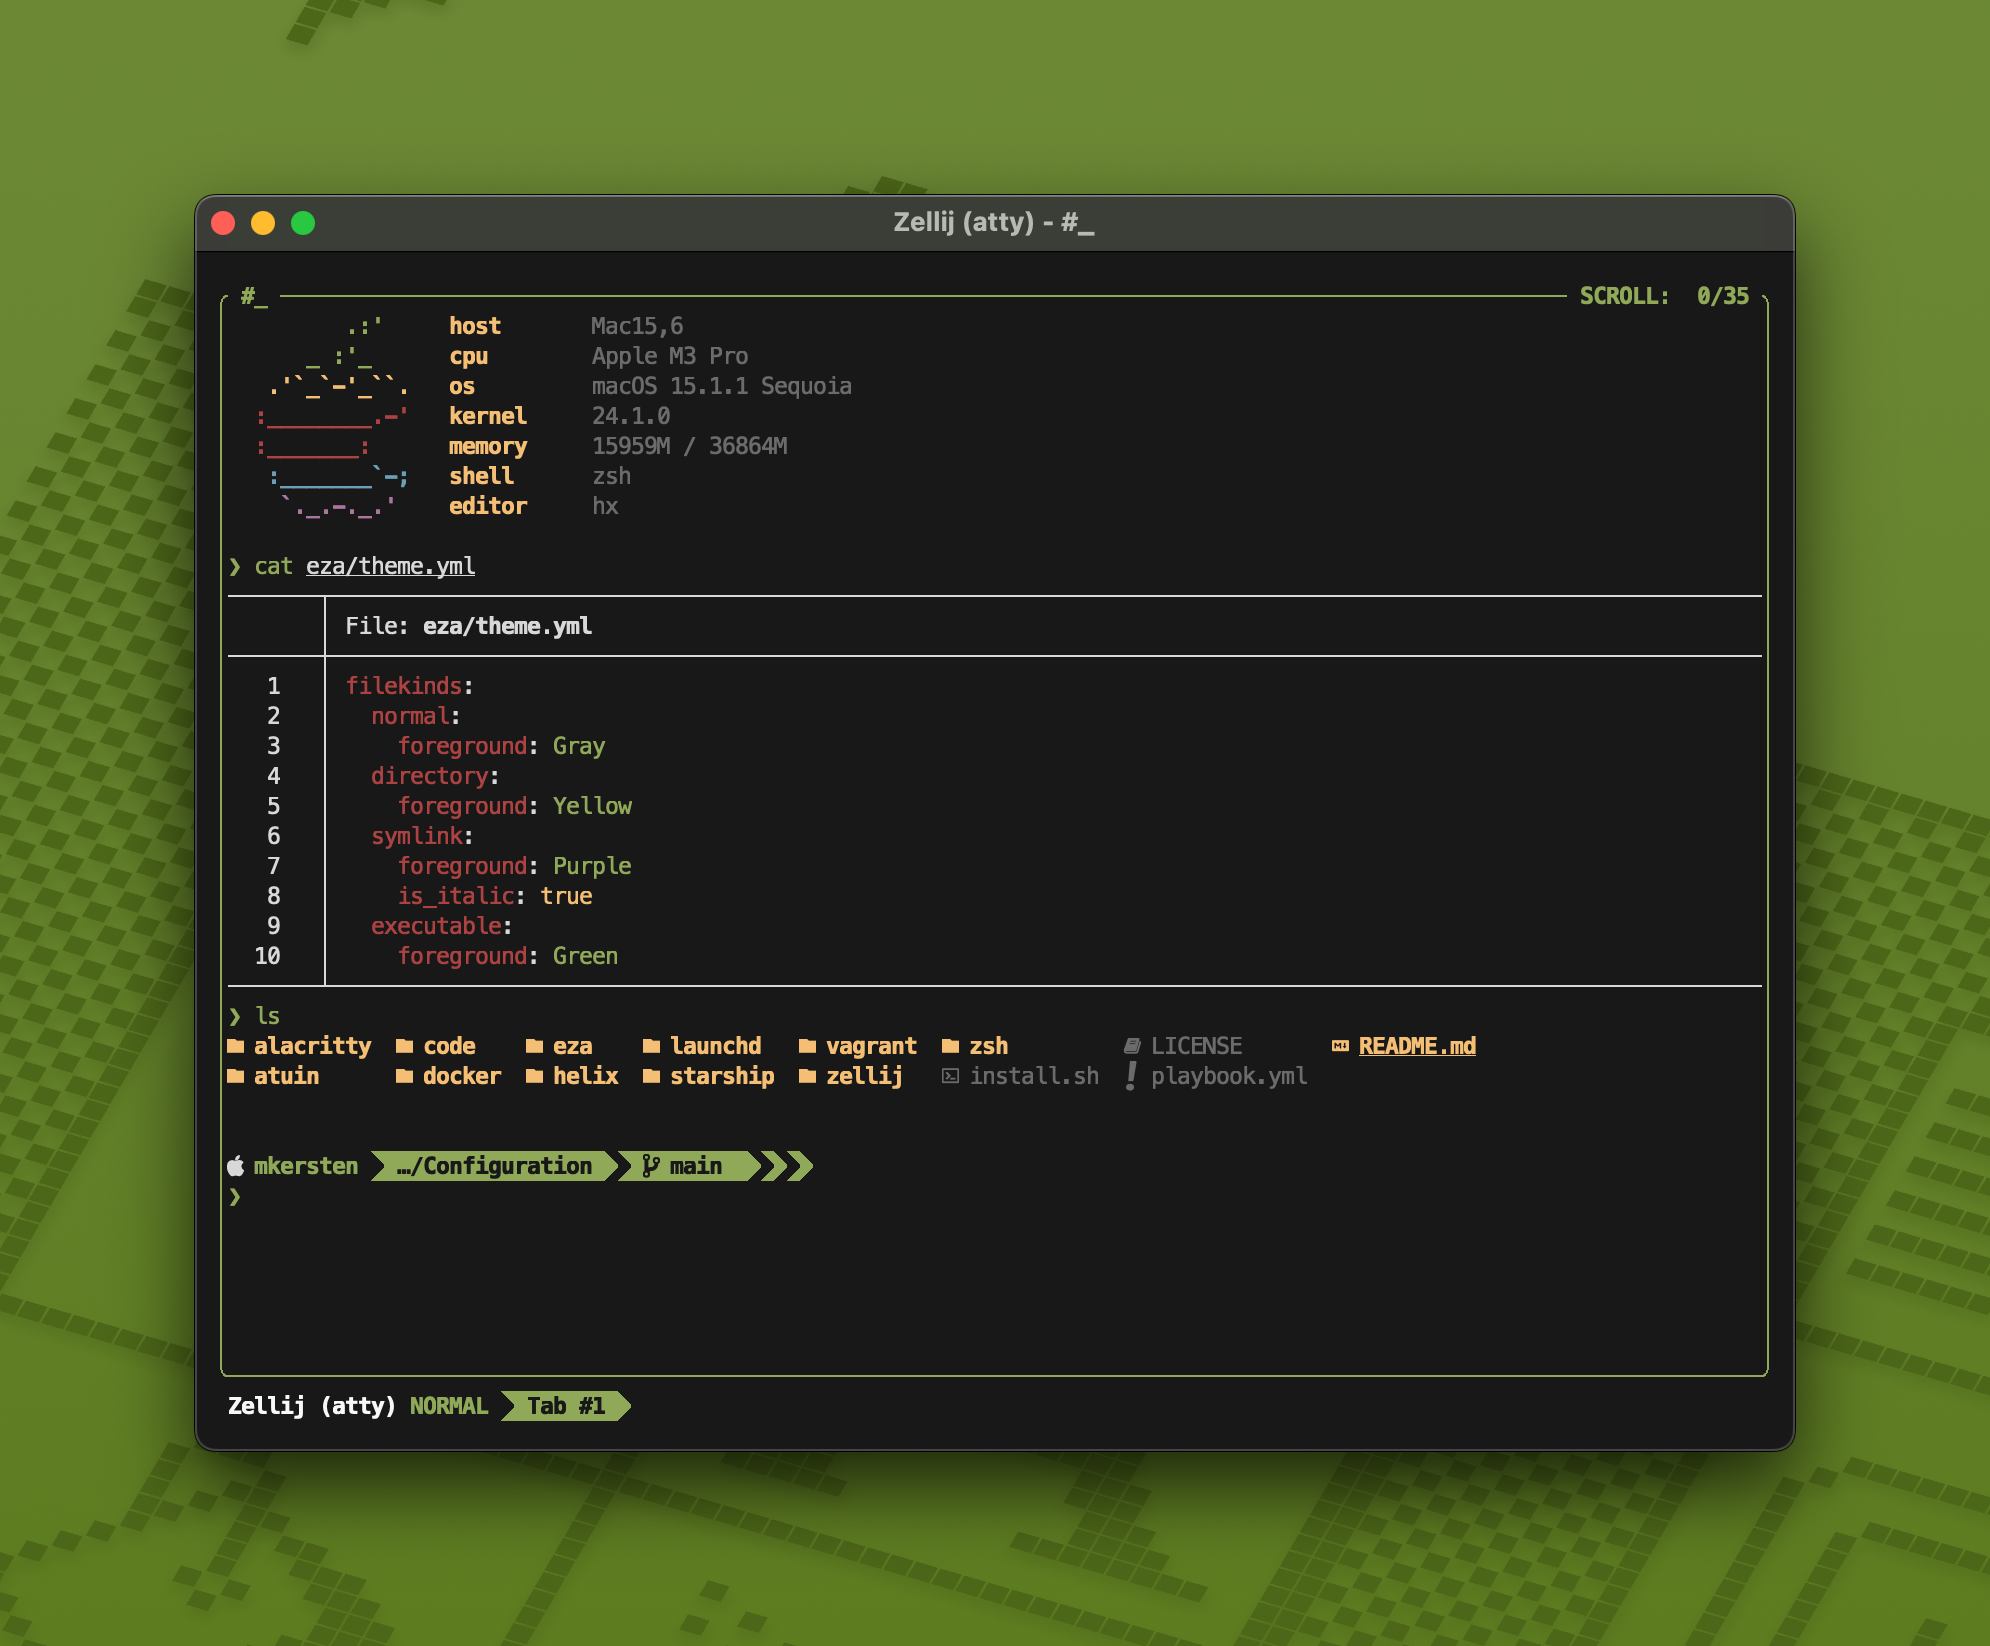 Zellij (atty) - #_
#_ SCROLL: 0/35
host Mac15,6
cpu Apple M3 Pro
os macOS 15.1.1 Sequoia
kernel 24.1.0
memory 15959M / 36864M
shell zsh
editor hx
❯ cat eza/theme.yml
File: eza/theme.yml
1 filekinds:
2 normal:
3 foreground: Gray
4 directory:
5 foreground: Yellow
6 symlink:
7 foreground: Purple
8 is_italic: true
9 executable:
10 foreground: Green
❯ ls
alacritty code eza launchd vagrant zsh LICENSE README.md
atuin docker helix starship zellij install.sh playbook.yml
mkersten …/Configuration main
❯
Zellij (atty) NORMAL Tab #1